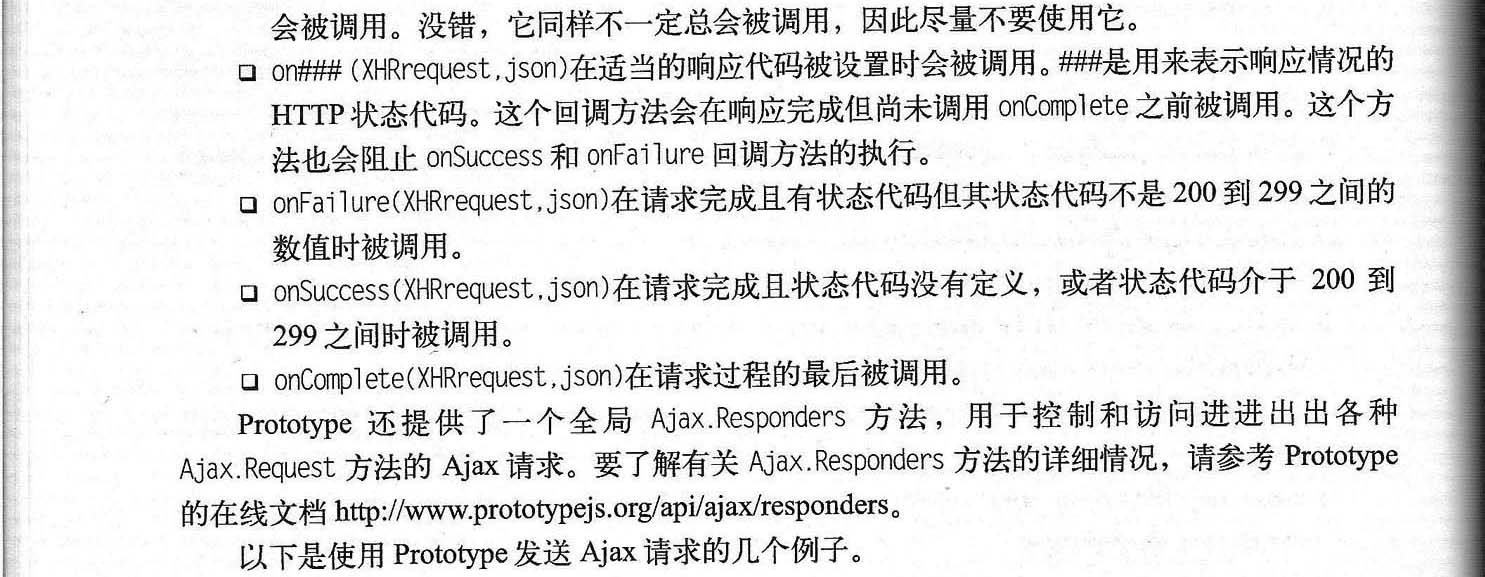 会被调用。没错，它同样不一定总会被调用，因此尽量不要使用它。
❑ on###(XHRrequest,json)在适当的响应代码被设置时会被调用。###是用来表示响应情况的
HTTP 状态代码。这个回调方法会在响应完成但尚未调用 onComplete 之前被调用。这个方
法也会阻止 onSuccess 和 onFailure 回调方法的执行。
❑ onFailure(XHRrequest,json)在请求完成且有状态代码但其状态代码不是 200 到 299 之间的
数值时被调用。
❑ onSuccess(XHRrequest,json)在请求完成且状态代码没有定义，或者状态代码介于 200 到
299 之间时被调用。
❑ onComplete(XHRrequest,json)在请求过程的最后被调用。
Prototype 还提供了一个全局 Ajax.Responders 方法，用于控制和访问进进出出各种
Ajax.Request 方法的 Ajax 请求。要了解有关 Ajax.Responders 方法的详细情况，请参考 Prototype
的在线文档 http://www.prototypejs.org/api/ajax/responders。
以下是使用 Prototype 发送 Ajax 请求的几个例子。